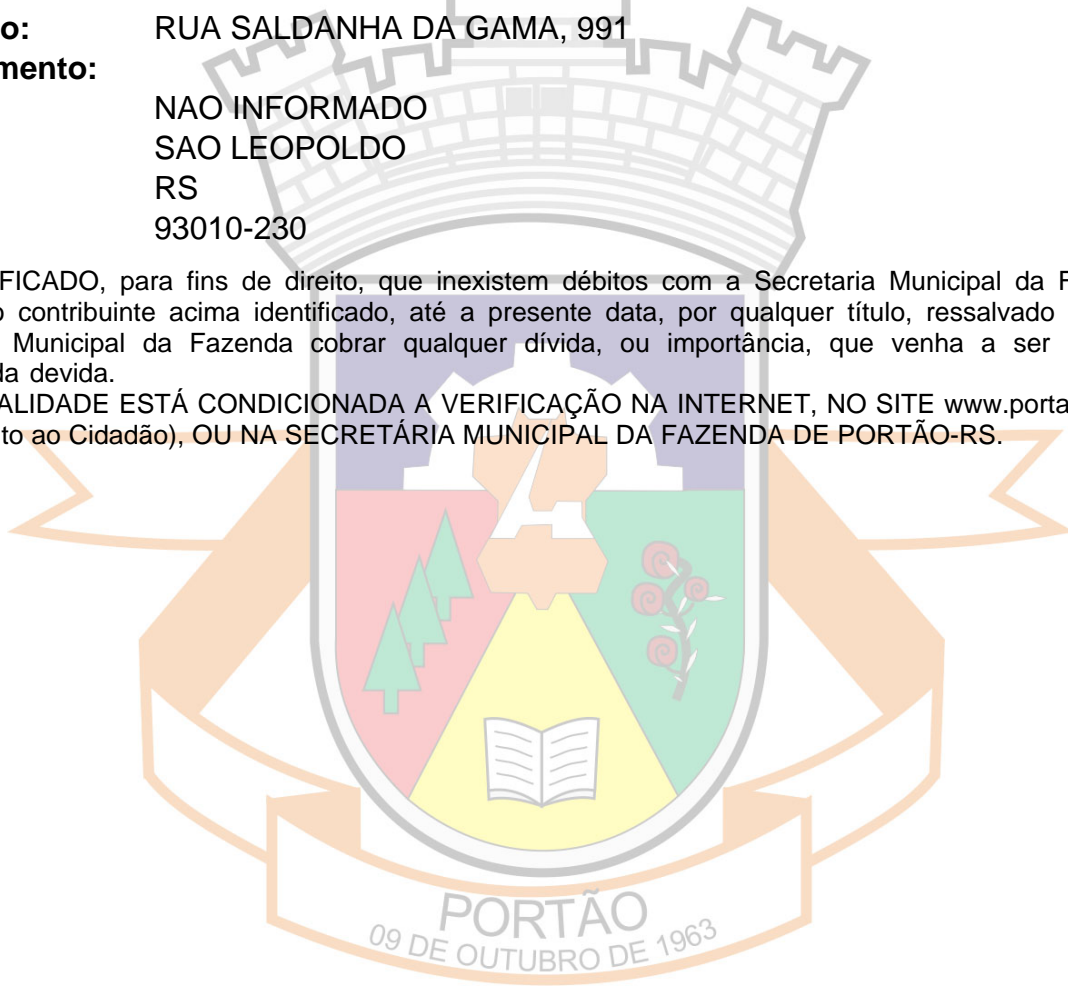 o: RUA SALDANHA DA GAMA, 991
mento:
NAO INFORMADO
SAO LEOPOLDO
RS
93010-230
FICADO, para fins de direito, que inexistem débitos com a Secretaria Municipal da F
o contribuinte acima identificado, até a presente data, por qualquer título, ressalvado
Municipal da Fazenda cobrar qualquer dívida, ou importância, que venha a ser
da devida.
ALIDADE ESTÁ CONDICIONADA A VERIFICAÇÃO NA INTERNET, NO SITE www.porta
to ao Cidadão), OU NA SECRETÁRIA MUNICIPAL DA FAZENDA DE PORTÃO-RS.
PORTÃO
09 DE OUTUBRO DE 1963